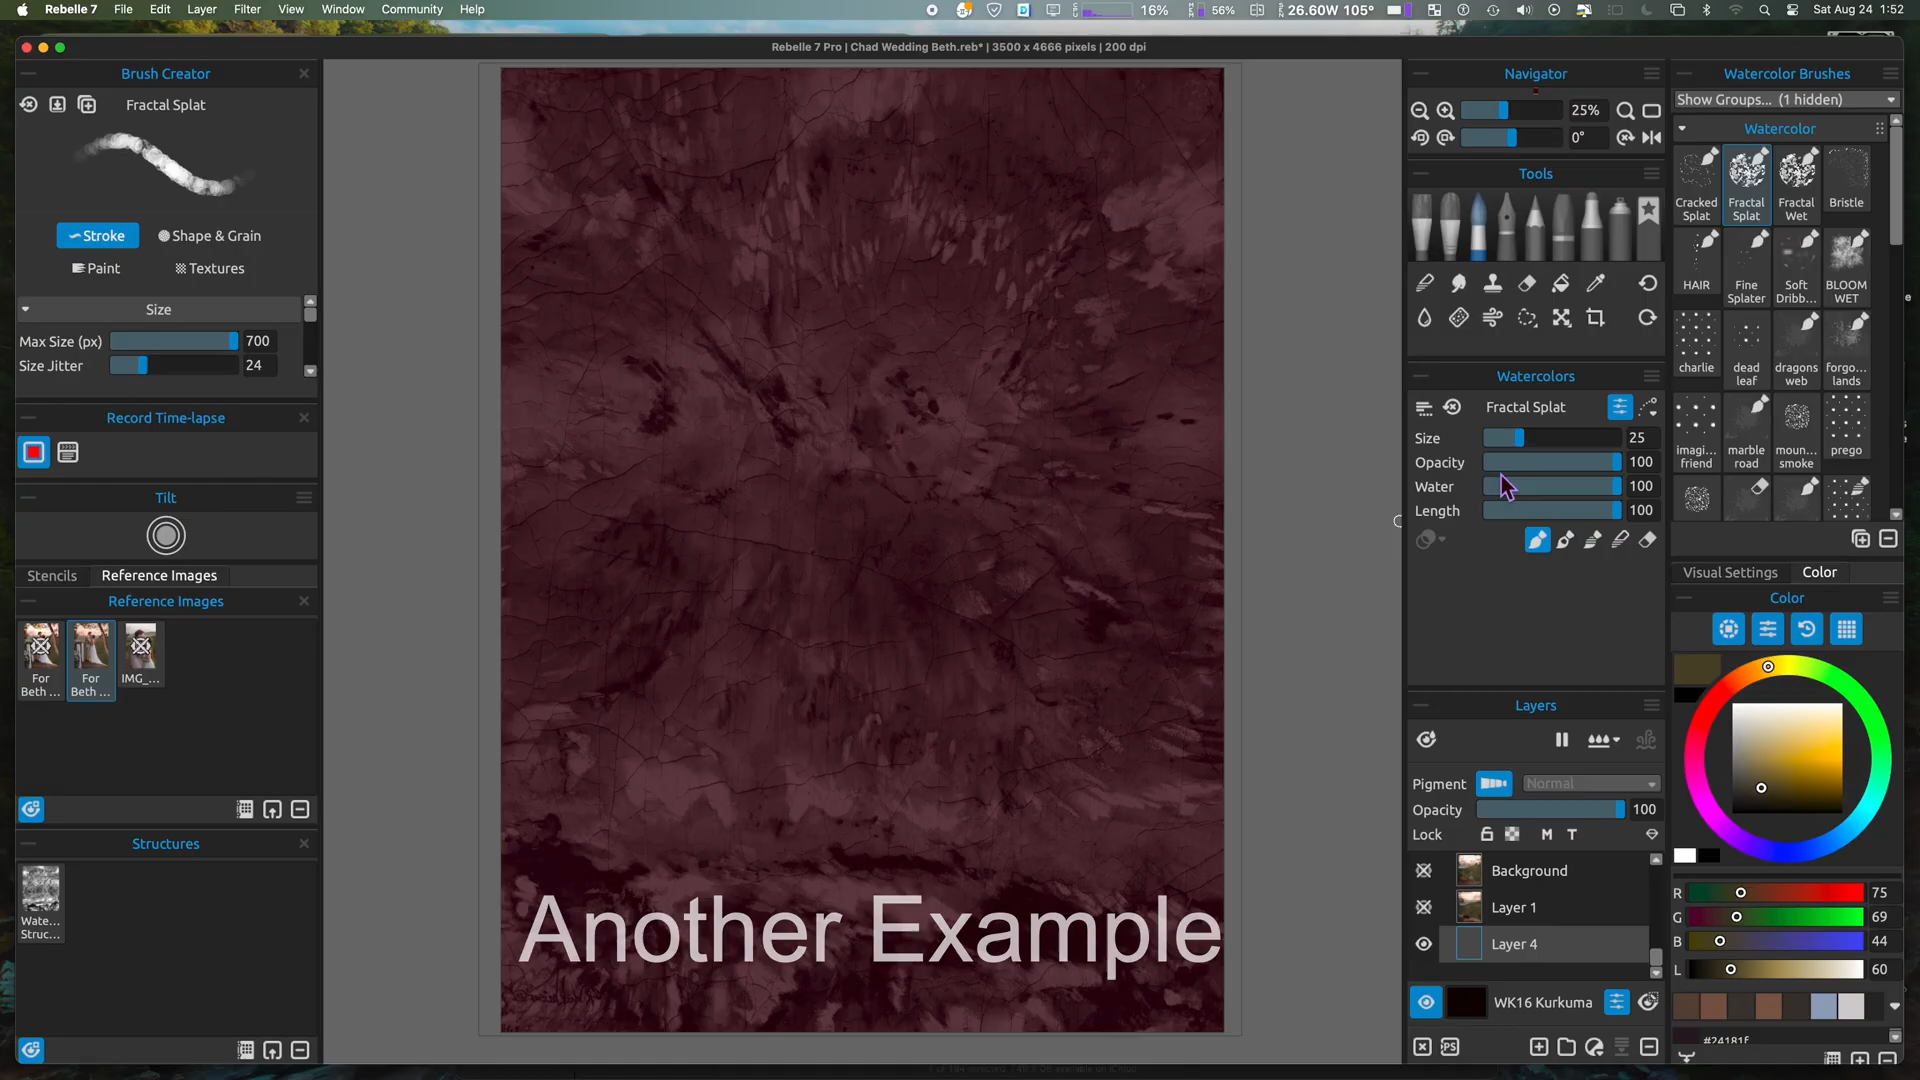 Rebelle 7 File Edit Layer Filter View Window Community Help 16% 56% 26.60W 105° Sat Aug 24 1:52
Rebelle 7 Pro | Chad Wedding Beth.reb* | 3500 x 4666 pixels | 200 dpi
Brush Creator
Fractal Splat
Stroke
Shape & Grain
Paint
Textures
Size
Max Size (px) 700
Size Jitter 24
Record Time-lapse
Tilt
Stencils Reference Images
Reference Images
For Beth ...
For Beth ...
IMG_...
Structures
Wate... Struc...
Another Example
Navigator
25%
0°
Tools
Watercolors
Fractal Splat
Size 25
Opacity 100
Water 100
Length 100
Layers
Pigment Normal
Opacity 100
Lock M T
Background
Layer 1
Layer 4
WK16 Kurkuma
PS
Watercolor Brushes
Show Groups... (1 hidden)
Watercolor
Cracked Splat
Fractal Splat
Fractal Wet
Bristle
HAIR
Fine Splater
Soft Dribb...
BLOOM WET
charlie
dead leaf
dragons web
forgo... lands
imagi... friend
marble road
moun... smoke
prego
Visual Settings Color
Color
R 75
G 69
B 44
L 60
#24181f